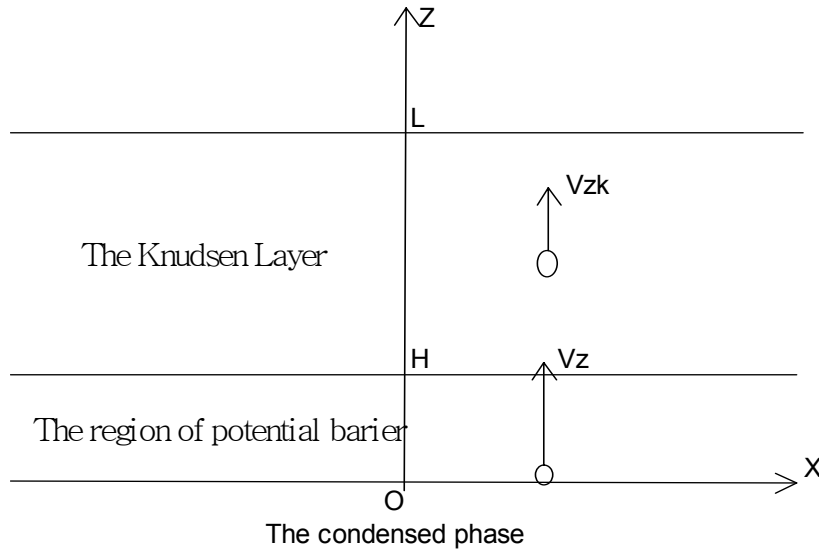 Z
L
Vzk
The Knudsen Layer
H
Vz
The region of potential barier
X
O
The condensed phase